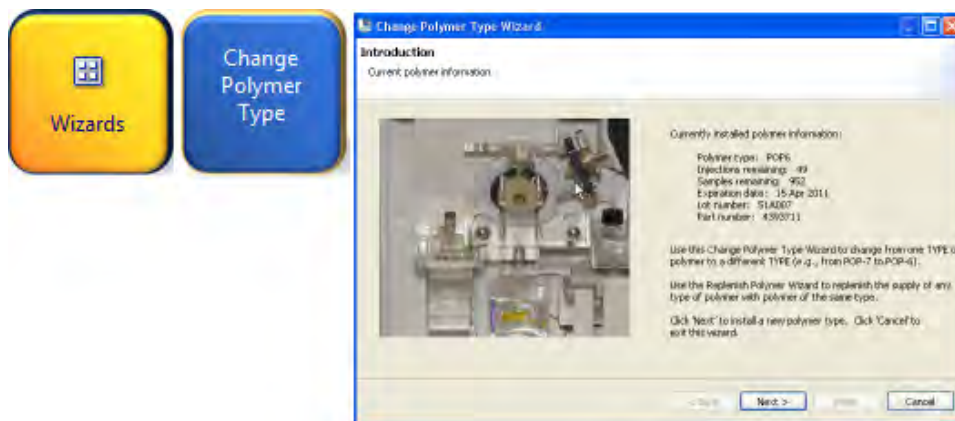 Wizards
Change
Polymer
Type
Change Polymer Type Wizard
Introduction
Current polymer information
Currently installed polymer information:
Polymer type: POP6
Injections remaining: 49
Samples remaining: 952
Expiration date: 15 Apr 2011
Lot number: S1A007
Part number: 4393711
Use this Change Polymer Type Wizard to change from one TYPE o
polymer to a different TYPE (e.g., from POP-7 to POP-6).
Use the Replenish Polymer Wizard to replenish the supply of any
type of polymer with polymer of the same type.
Click 'Next' to install a new polymer type. Click 'Cancel' to
exit this wizard.
Next >
Cancel